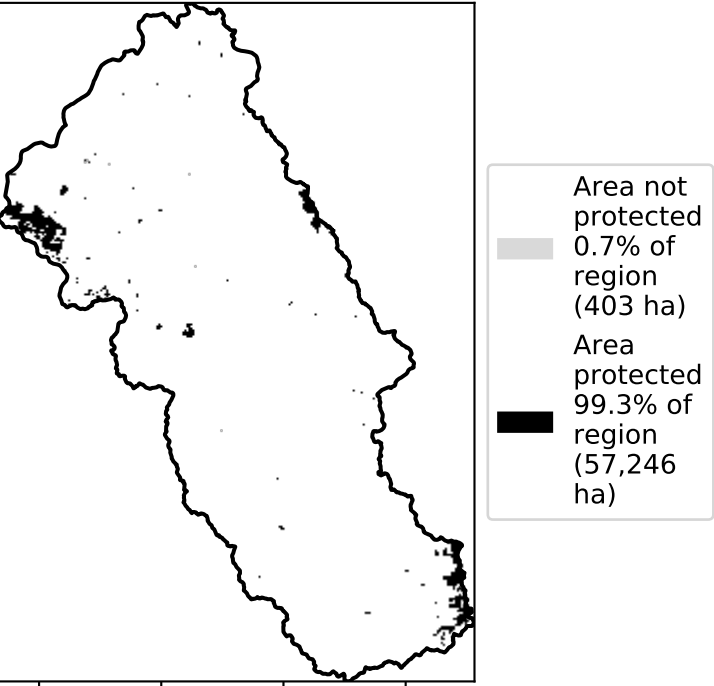 Area not
protected
0.7% of
region
(403 ha)
Area
protected
99.3% of
region
(57,246
ha)